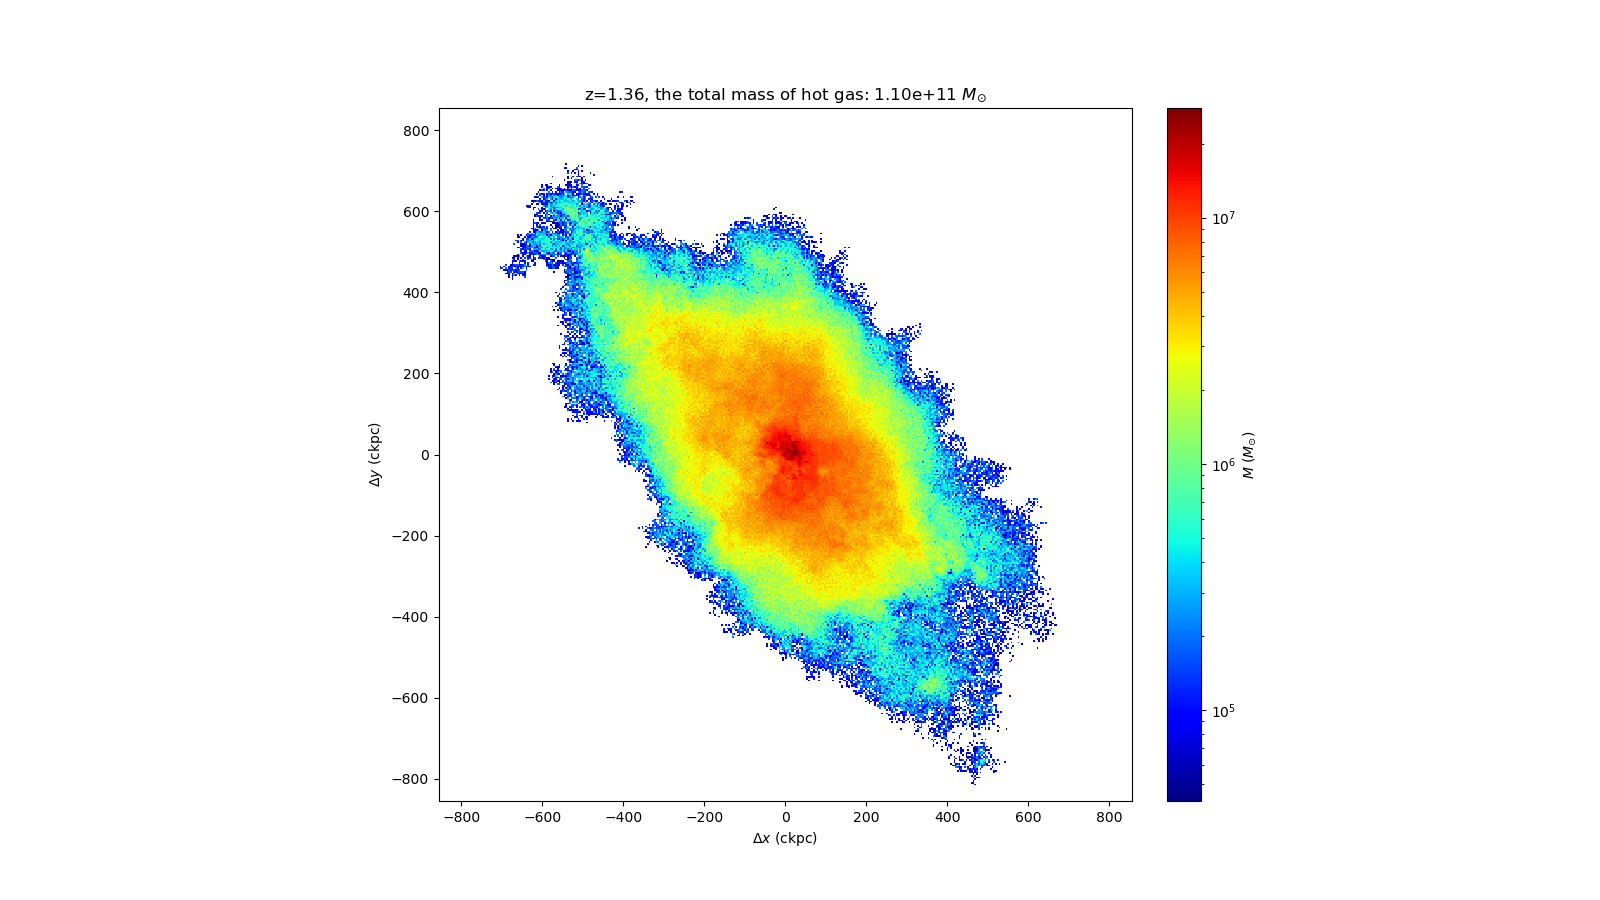 z=1.36, the total mass of hot gas: 1.10e+11 M⊙
800
600
400
200
0
−200
−400
−600
−800
Δy (ckpc)
−800 −600 −400 −200 0 200 400 600 800
Δx (ckpc)
10⁷
10⁶
10⁵
M (M⊙)